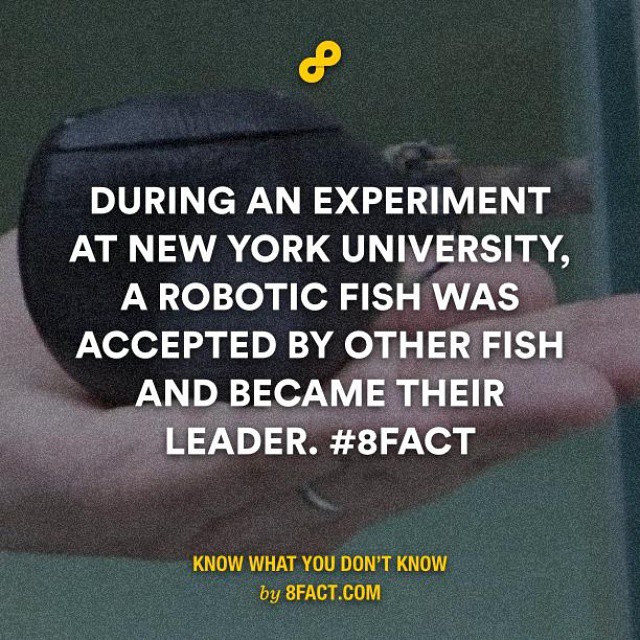 DURING AN EXPERIMENT
AT NEW YORK UNIVERSITY,
A ROBOTIC FISH WAS
ACCEPTED BY OTHER FISH
AND BECAME THEIR
LEADER. #8FACT
KNOW WHAT YOU DON'T KNOW
by 8FACT.COM